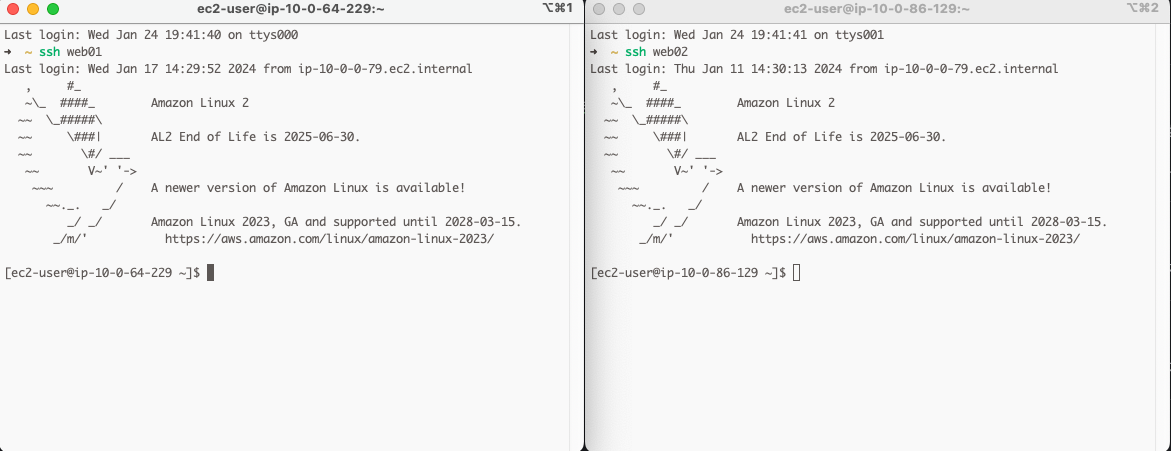 ec2-user@ip-10-0-64-229:~ ⌥⌘1
Last login: Wed Jan 24 19:41:40 on ttys000
➜  ~ ssh web01
Last login: Wed Jan 17 14:29:52 2024 from ip-10-0-0-79.ec2.internal
   ,     #_
   ~\_  ####_        Amazon Linux 2
  ~~  \_#####\
  ~~     \###|       AL2 End of Life is 2025-06-30.
  ~~       \#/ ___
   ~~       V~' '->
    ~~~         /    A newer version of Amazon Linux is available!
      ~~._.   _/
         _/ _/       Amazon Linux 2023, GA and supported until 2028-03-15.
       _/m/'           https://aws.amazon.com/linux/amazon-linux-2023/
[ec2-user@ip-10-0-64-229 ~]$
ec2-user@ip-10-0-86-129:~ ⌥⌘2
Last login: Wed Jan 24 19:41:41 on ttys001
➜  ~ ssh web02
Last login: Thu Jan 11 14:30:13 2024 from ip-10-0-0-79.ec2.internal
   ,     #_
   ~\_  ####_        Amazon Linux 2
  ~~  \_#####\
  ~~     \###|       AL2 End of Life is 2025-06-30.
  ~~       \#/ ___
   ~~       V~' '->
    ~~~         /    A newer version of Amazon Linux is available!
      ~~._.   _/
         _/ _/       Amazon Linux 2023, GA and supported until 2028-03-15.
       _/m/'           https://aws.amazon.com/linux/amazon-linux-2023/
[ec2-user@ip-10-0-86-129 ~]$